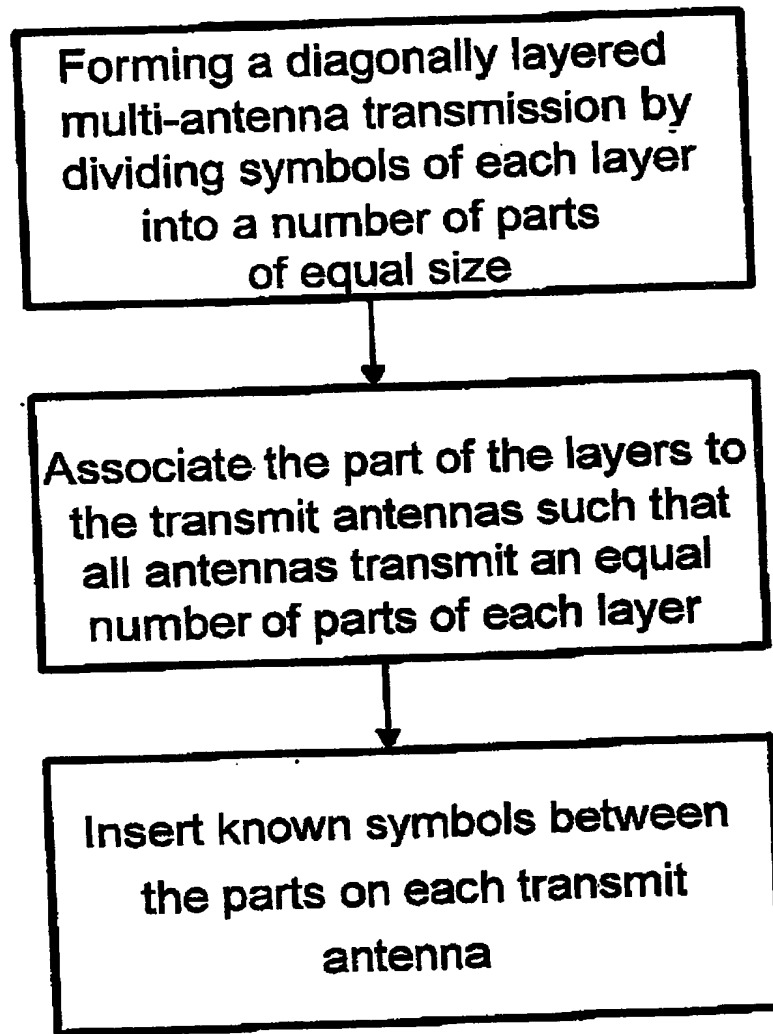 Forming a diagonally layered
multi-antenna transmission by
dividing symbols of each layer
into a number of parts
of equal size
Associate the part of the layers to
the transmit antennas such that
all antennas transmit an equal
number of parts of each layer
Insert known symbols between
the parts on each transmit
antenna